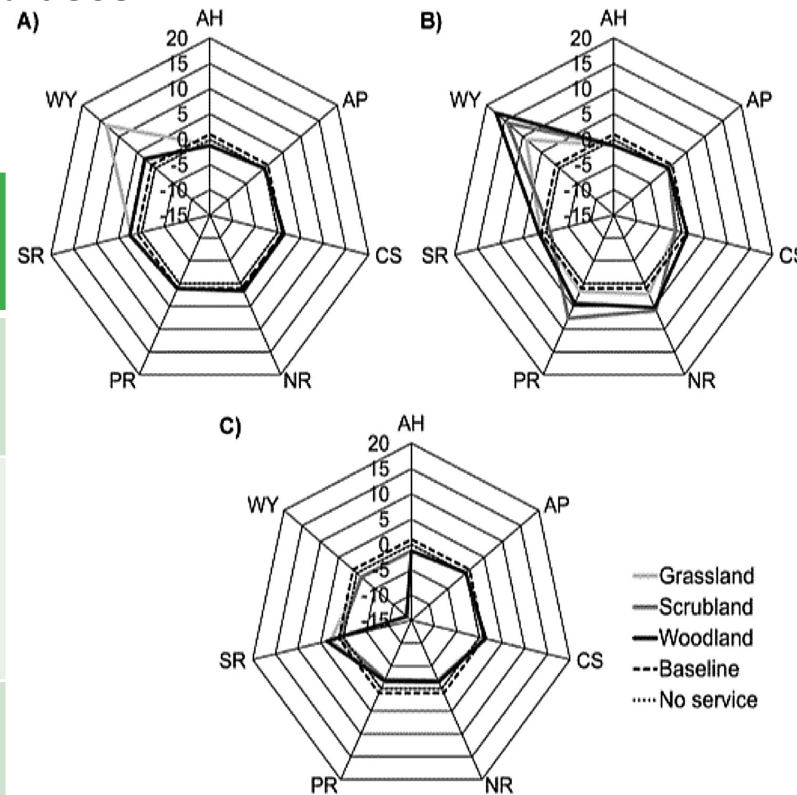 A)
AH
20
15
10
5
0
-5
-10
-15
WY
AP
SR
CS
PR
NR
B)
AH
20
15
10
5
0
-5
-10
-15
WY
AP
SR
CS
PR
NR
C)
AH
20
15
10
5
0
-5
-10
-15
WY
AP
SR
CS
PR
NR
Grassland
Scrubland
Woodland
Baseline
No service